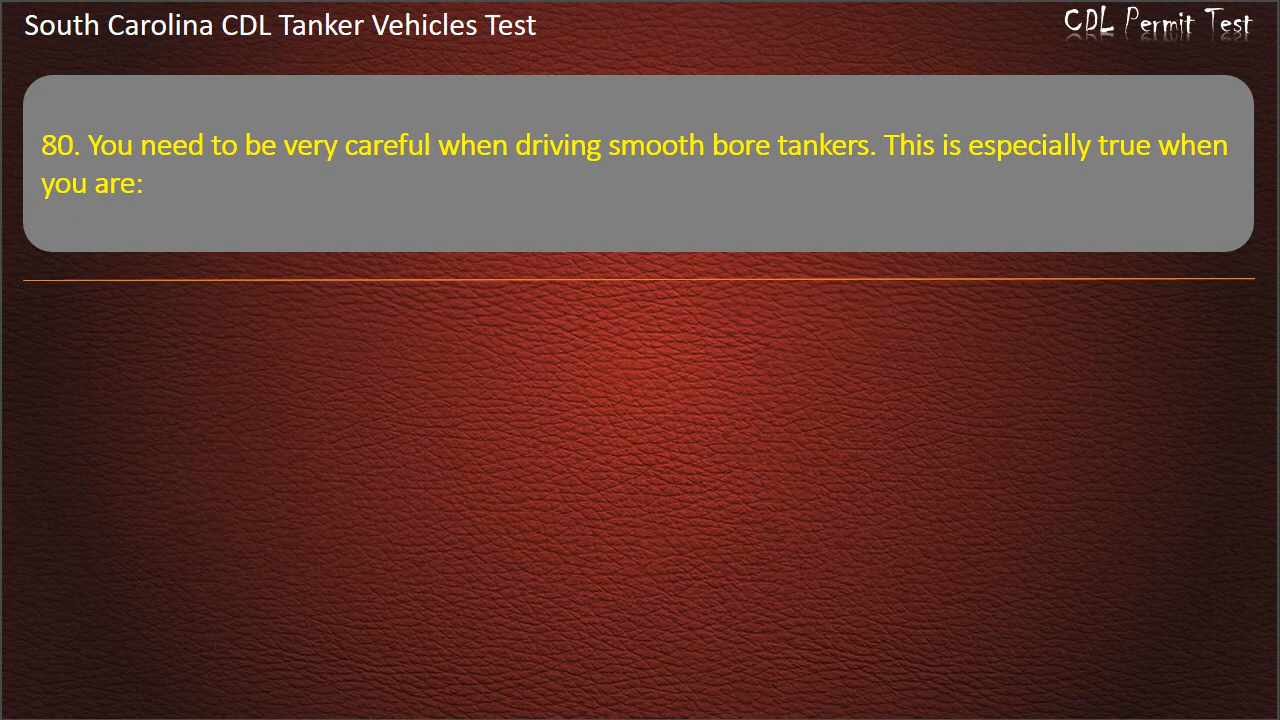 South Carolina CDL Tanker Vehicles Test
CDL Permit Test
80. You need to be very careful when driving smooth bore tankers. This is especially true when
you are: